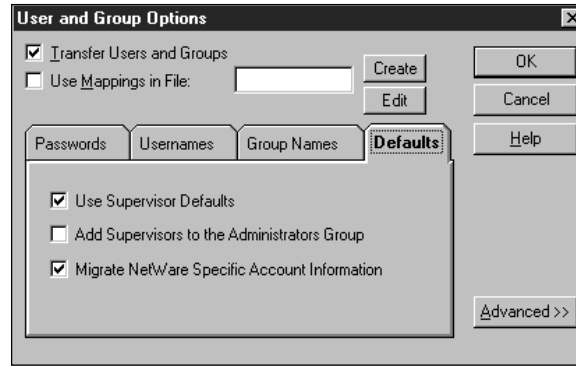 User and Group Options
Transfer Users and Groups
Use Mappings in File:
Create
Edit
OK
Cancel
Help
Passwords
Usernames
Group Names
Defaults
Use Supervisor Defaults
Add Supervisors to the Administrators Group
Migrate NetWare Specific Account Information
Advanced >>